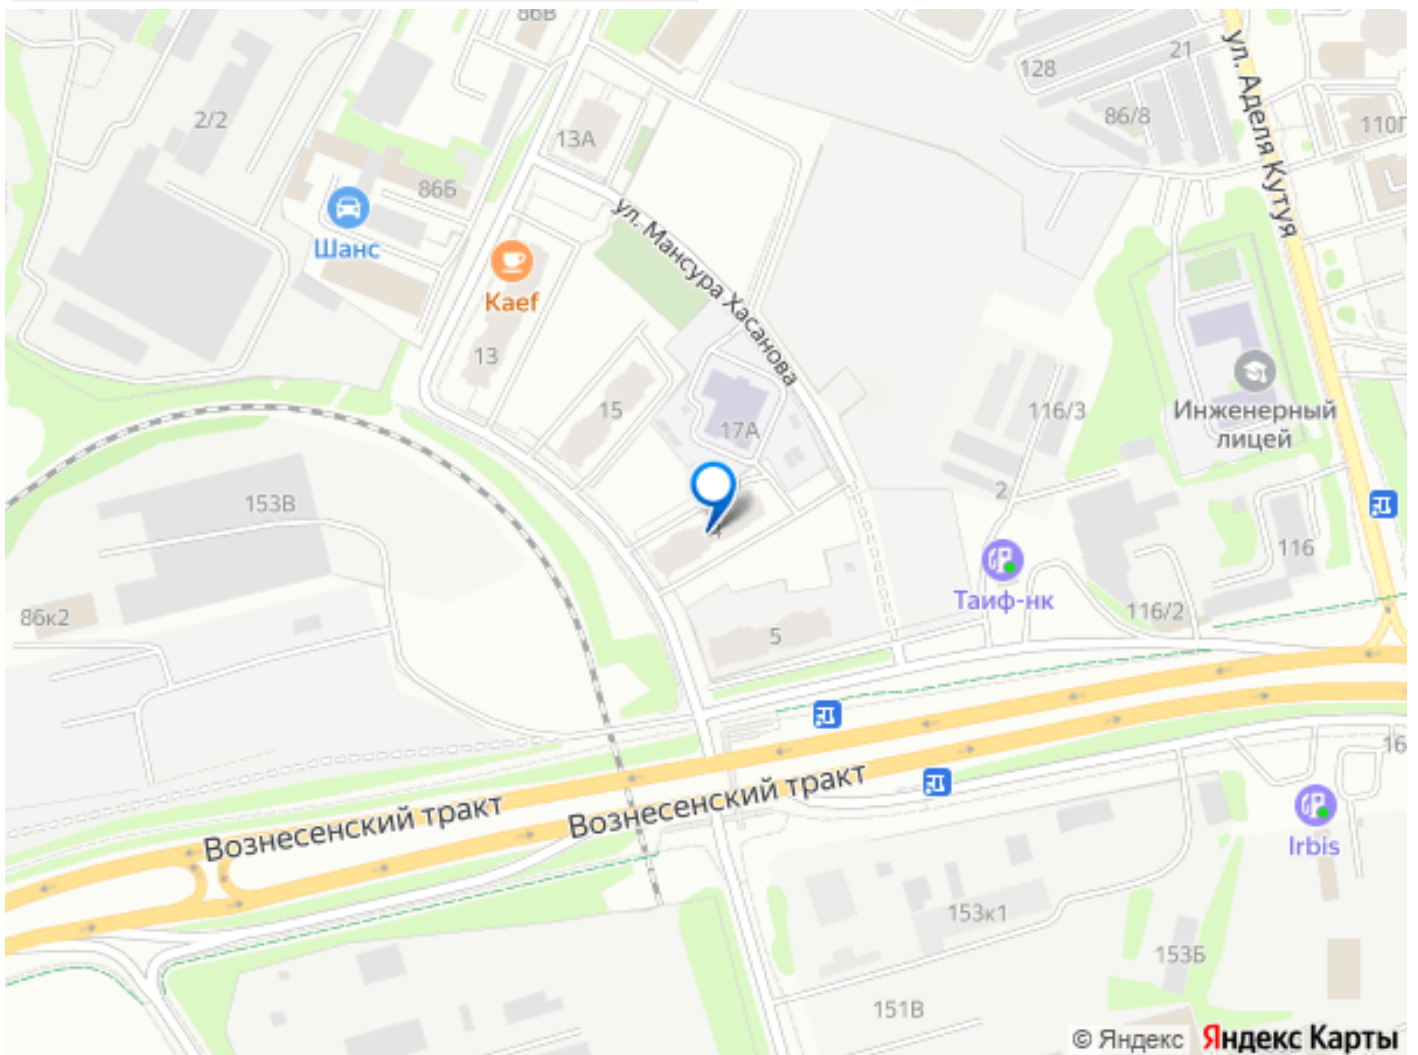 86В
ул. Аделя Кутуя
21
128
2/2
86/8
110Г
13А
86Б
Шанс
ул. Мансура Хасанова
Kaef
13
15
116/3
Инженерный
лицей
17А
2
153В
116
Таиф-нк
86к2
116/2
5
16
Вознесенский тракт
Вознесенский тракт
Irbis
153к1
153Б
151В
© Яндекс Яндекс Карты